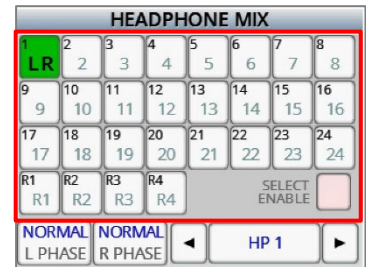 HEADPHONE MIX
1 2 3 4 5 6 7 8
LR 2 3 4 5 6 7 8
9 10 11 12 13 14 15 16
9 10 11 12 13 14 15 16
17 18 19 20 21 22 23 24
17 18 19 20 21 22 23 24
R1 R2 R3 R4
R1 R2 R3 R4
SELECT
ENABLE
NORMAL NORMAL
L PHASE R PHASE
◄ HP 1 ►